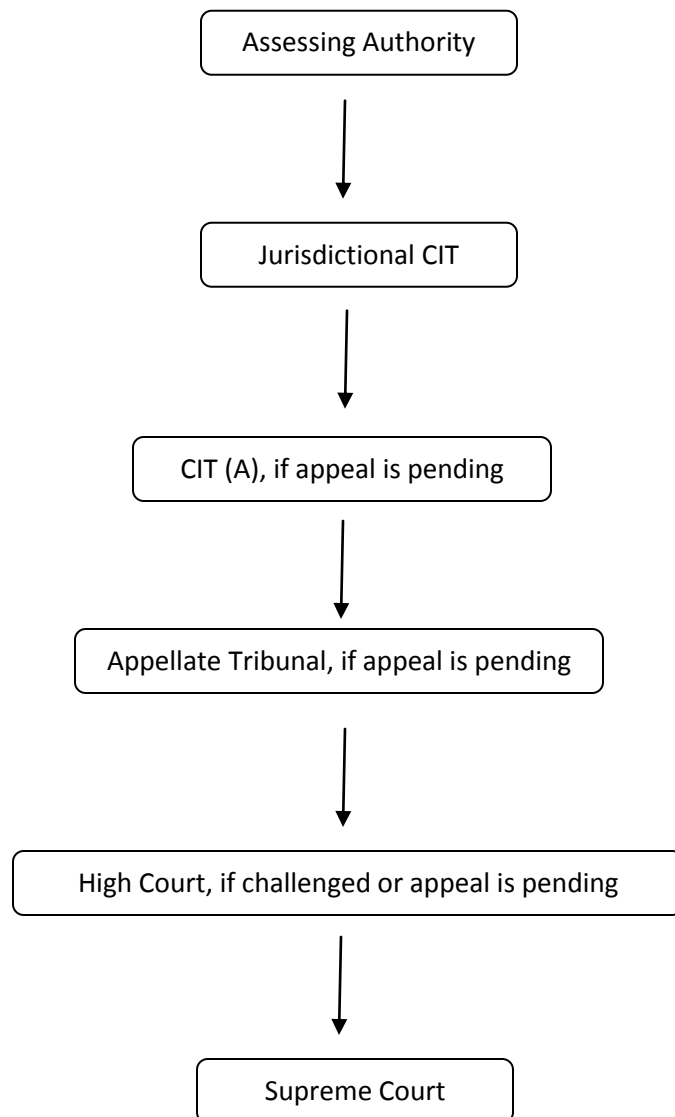 Assessing Authority
Jurisdictional CIT
CIT (A), if appeal is pending
Appellate Tribunal, if appeal is pending
High Court, if challenged or appeal is pending
Supreme Court